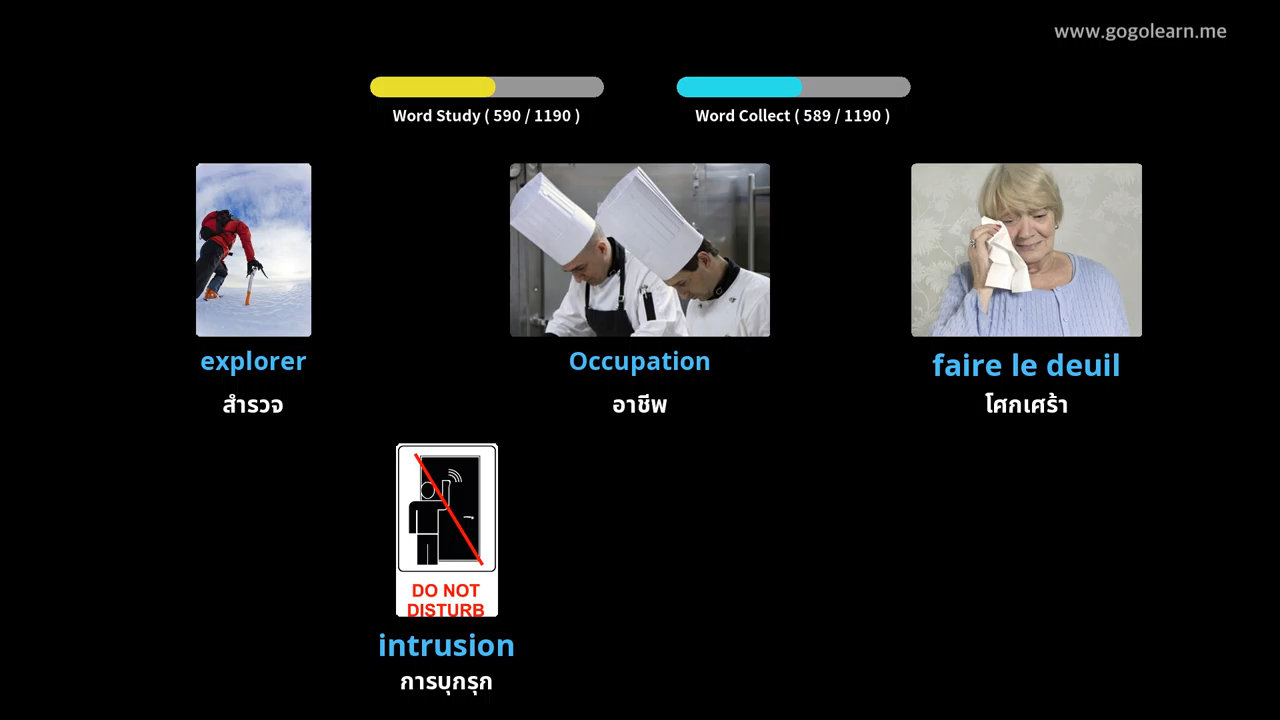 www.gogolearn.me
Word Study ( 590 / 1190 )
Word Collect ( 589 / 1190 )
explorer
Occupation
faire le deuil
สำรวจ
อาชีพ
โศกเศร้า
DO NOT
DISTURB
intrusion
การบุกรุก